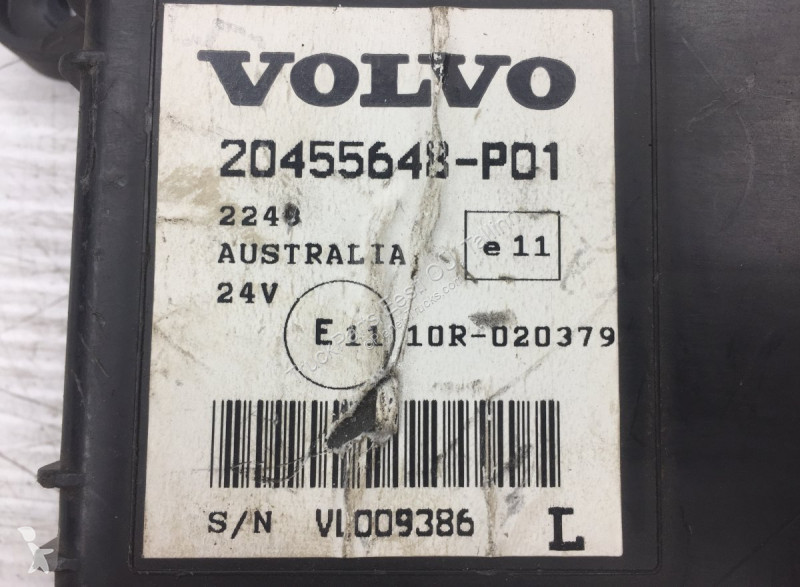 VOLVO
20455648-P01
2248
AUSTRALIA
e 11
24V
E 11 10R-020379
S/N VL009386 L